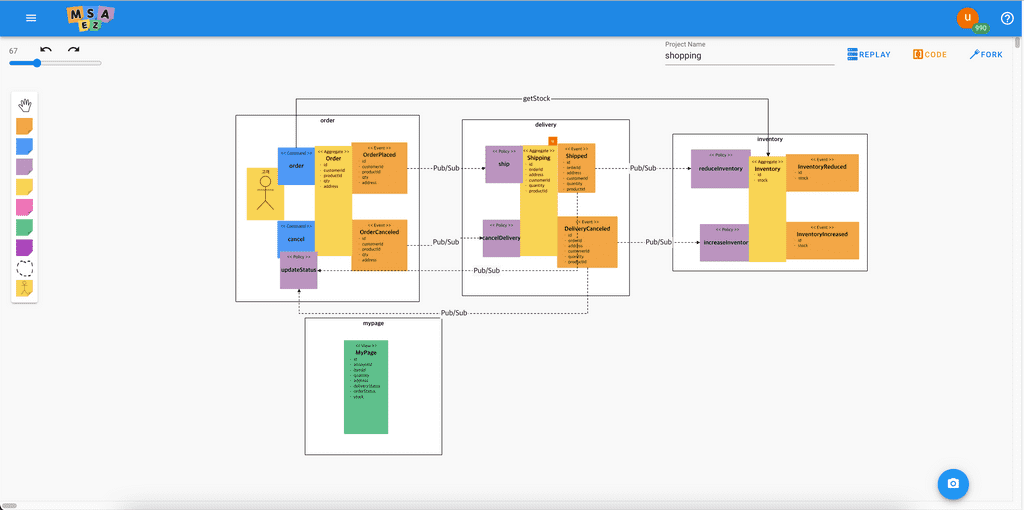 MSA
EZ
u
990
67
Project Name
shopping
REPLAY
CODE
FORK
getStock
order
<< Command >>
order
<< Aggregate >>
Order
- id
- customerId
- productId
- qty
- address
<< Event >>
OrderPlaced
- id
- customerId
- productId
- qty
- address
고객
<< Command >>
cancel
<< Policy >>
updateStatus
<< Event >>
OrderCanceled
- id
- customerId
- productId
- qty
- address
Pub/Sub
Pub/Sub
Pub/Sub
Pub/Sub
delivery
<< Policy >>
ship
<< Aggregate >>
Shipping
- id
- orderId
- address
- customerId
- quantity
- productId
<< Event >>
Shipped
- id
- orderId
- address
- customerId
- quantity
- productId
<< Policy >>
cancelDelivery
<< Event >>
DeliveryCanceled
- id
- orderId
- address
- customerId
- quantity
- productId
Pub/Sub
Pub/Sub
inventory
<< Policy >>
reduceInventory
<< Aggregate >>
Inventory
- id
- stock
<< Event >>
InventoryReduced
- id
- stock
<< Policy >>
increaseInventor
<< Event >>
InventoryIncreased
- id
- stock
mypage
<< View >>
MyPage
- id
- quantity
- address
- orderStatus
- stock